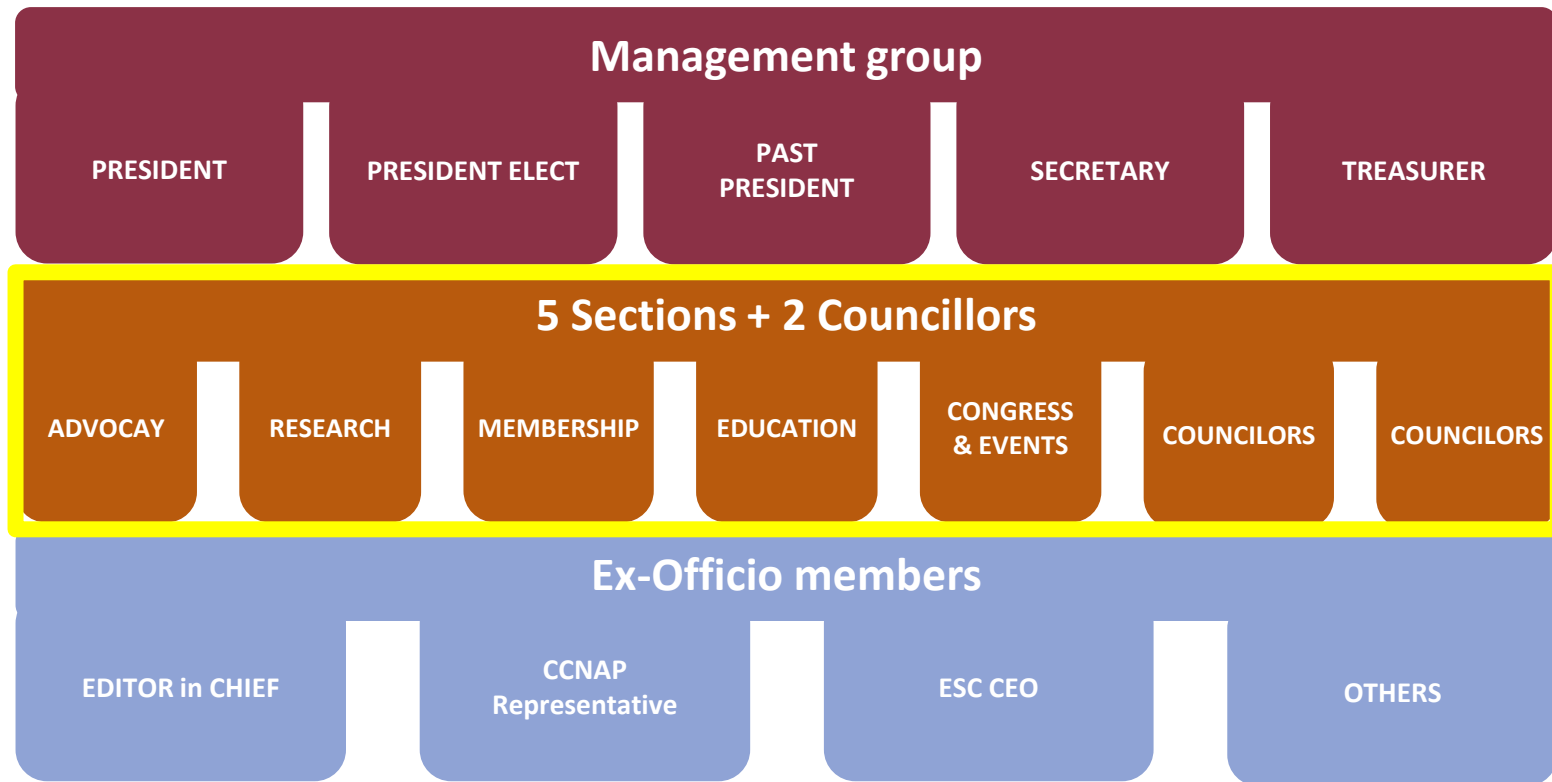 Management group
PRESIDENT
PRESIDENT ELECT
PAST
PRESIDENT
SECRETARY
TREASURER
5 Sections + 2 Councillors
ADVOCAY
RESEARCH
MEMBERSHIP
EDUCATION
CONGRESS
& EVENTS
COUNCILORS
COUNCILORS
Ex-Officio members
EDITOR in CHIEF
CCNAP
Representative
ESC CEO
OTHERS